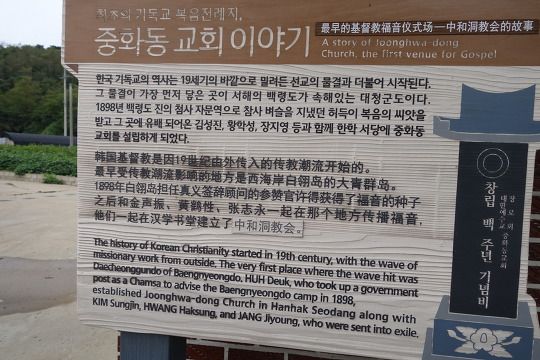 최초의 기독교 복음전례지,
중화동 교회 이야기
最早的基督教福音仪式场一中和洞教会的故事
A story of Joonghwa-dong
Church, the first venue for Gospel
한국 기독교의 역사는 19세기의 바깥으로 밀려든 선교의 물결과 더불어 시작된다.
그 물결이 가장 먼저 닿은 곳이 서해의 백령도가 속해있는 대청군도이다.
1898년 백령도 진의 첨사 자문역으로 참사 벼슬을 지냈던 허득이 복음의 씨앗을
받고 그 곳에 유배 되어온 김성진, 황학성, 장지영 등과 함께 한학 서당에 중화동
교회를 설립하게 되었다.
韩国基督教是因19世纪由外传入的传教潮流开始的。
最早受传教潮流影响的地方是西海岸白翎岛的大青群岛。
1898年白翎岛担任真义签辞顾问的参赞官许得获得了福音的种子
之后和金声振、黄鹤性、张志永一起在那个地方传播福音,
他们一起在汉学书堂建立了中和洞教会。
The history of Korean Christianity started in 19th century, with the wave of
missionary work from outside. The very first place where the wave hit was
Daecheonggundo of Baengnyeongdo. HUH Deuk, who took up a government
post as a Chamsa to advise the Baengnyeongdo camp in 1898,
established Joonghwa-dong Church in Hanhak Seodang along with
KIM Sungjin, HWANG Haksung, and JANG Jiyoung, who were sent into exile.
장로회
대한예수교 중화동교회
창립 백 주년 기념비